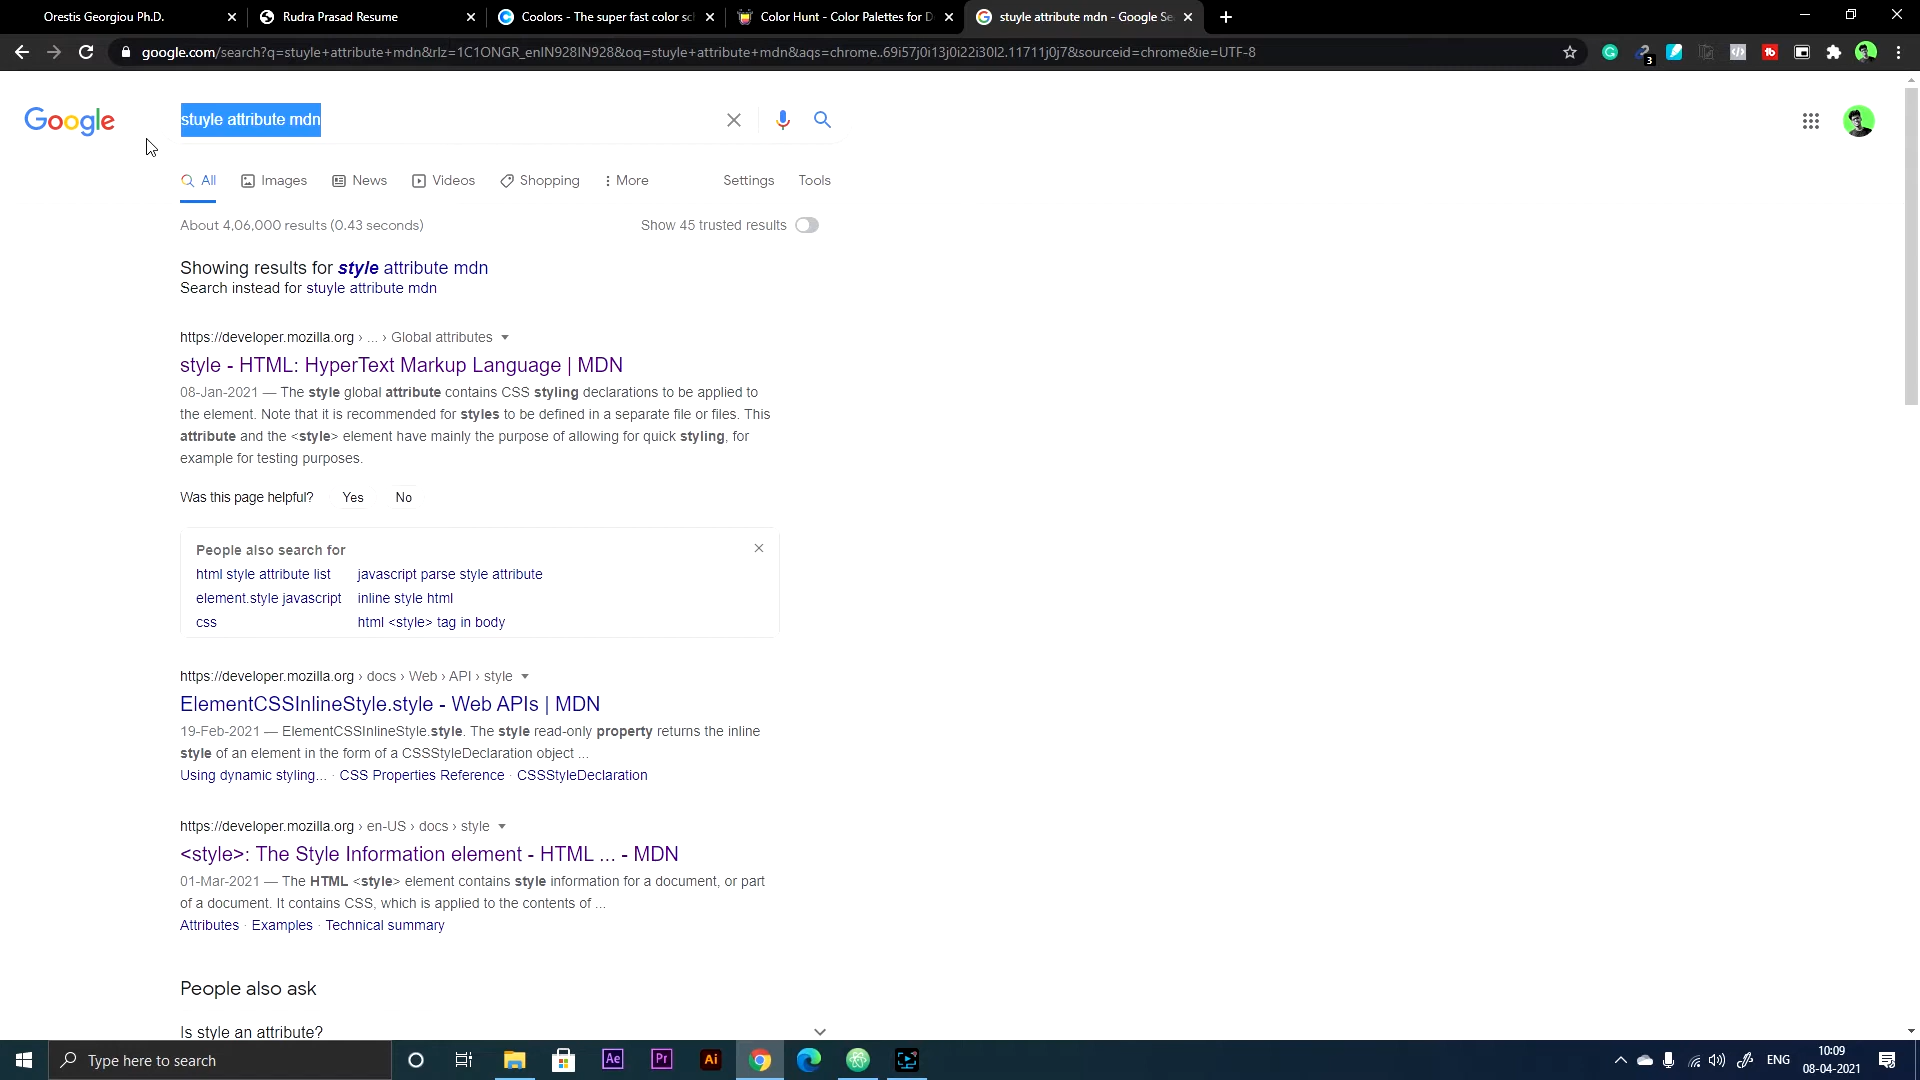 Orestis Georgiou Ph.D.
Rudra Prasad Resume
Coolors - The super fast color sc
Color Hunt - Color Palettes for D
stuyle attribute mdn - Google Se
google.com/search?q=stuyle+attribute+mdn&rlz=1C1ONGR_enIN928IN928&oq=stuyle+attribute+mdn&aqs=chrome..69i57j0i13j0i22i30l2.11711j0j7&sourceid=chrome&ie=UTF-8
3
Google
stuyle attribute mdn
All
Images
News
Videos
Shopping
More
Settings
Tools
About 4,06,000 results (0.43 seconds)
Show 45 trusted results
Showing results for style attribute mdn
Search instead for stuyle attribute mdn
https://developer.mozilla.org › ... › Global attributes
style - HTML: HyperText Markup Language | MDN
08-Jan-2021 — The style global attribute contains CSS styling declarations to be applied to
the element. Note that it is recommended for styles to be defined in a separate file or files. This
attribute and the <style> element have mainly the purpose of allowing for quick styling, for
example for testing purposes.
Was this page helpful? Yes No
People also search for
html style attribute list
javascript parse style attribute
element.style javascript
inline style html
css
html <style> tag in body
https://developer.mozilla.org › docs › Web › API › style
ElementCSSInlineStyle.style - Web APIs | MDN
19-Feb-2021 — ElementCSSInlineStyle.style. The style read-only property returns the inline
style of an element in the form of a CSSStyleDeclaration object ...
Using dynamic styling... · CSS Properties Reference · CSSStyleDeclaration
https://developer.mozilla.org › en-US › docs › style
<style>: The Style Information element - HTML ... - MDN
01-Mar-2021 — The HTML <style> element contains style information for a document, or part
of a document. It contains CSS, which is applied to the contents of ...
Attributes · Examples · Technical summary
People also ask
Is style an attribute?
Type here to search
Ae
Pr
Ai
ENG
10:09
08-04-2021